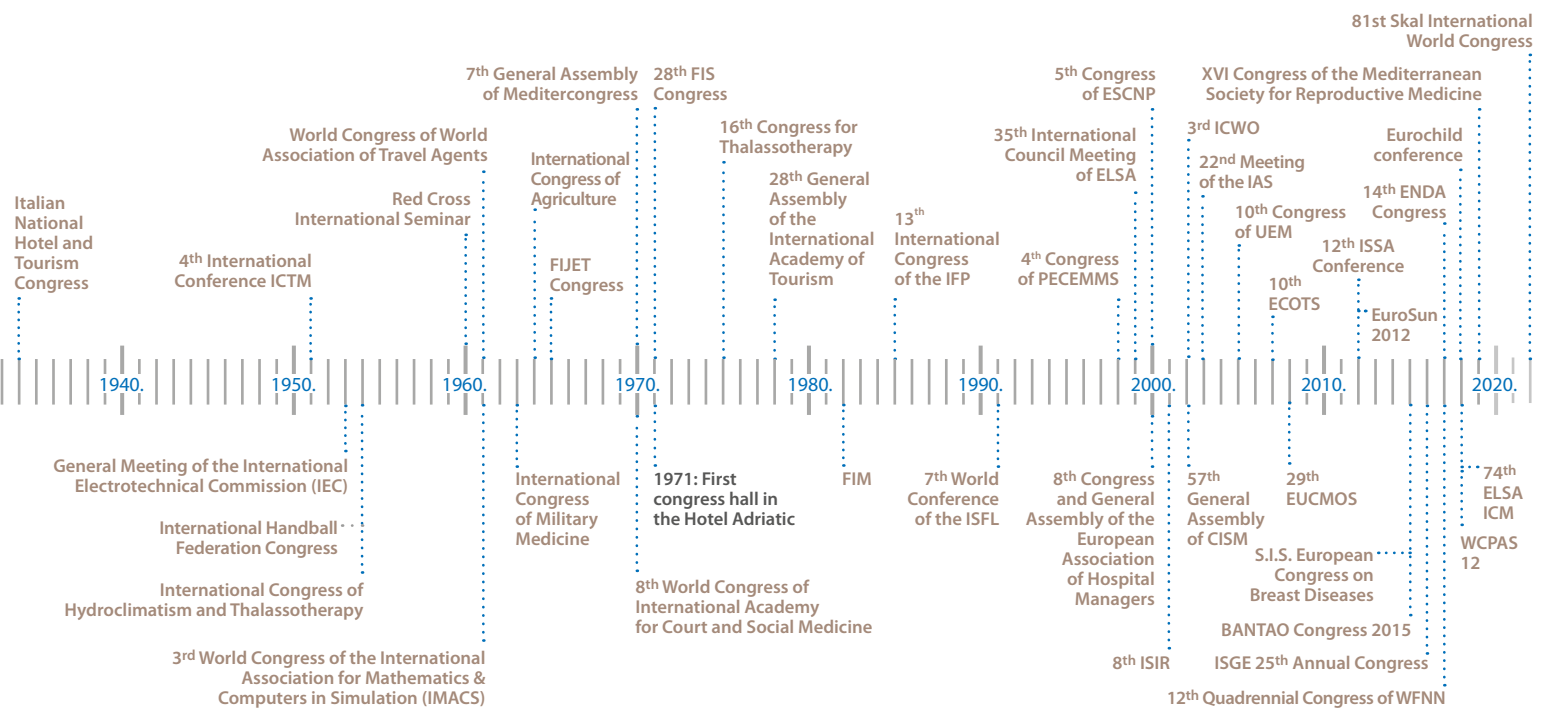 81st Skal International
World Congress
7th General Assembly
of Meditercongress
28th FIS
Congress
5th Congress
of ESCNP
XVI Congress of the Mediterranean
Society for Reproductive Medicine
World Congress of World
Association of Travel Agents
International
Congress of
Agriculture
16th Congress for
Thalassotherapy
35th International
Council Meeting
of ELSA
3rd ICWO
22nd Meeting
of the IAS
Eurochild
conference
Italian
National
Hotel and
Tourism
Congress
Red Cross
International Seminar
28th General
Assembly
of the
International
Academy of
Tourism
13th
International
Congress
of the IFP
10th Congress
of UEM
14th ENDA
Congress
4th International
Conference ICTM
FIJET
Congress
4th Congress
of PECEMMS
12th ISSA
Conference
10th
ECOTS
EuroSun
2012
1940.
1950.
1960.
1970.
1980.
1990.
2000.
2010.
2020.
General Meeting of the International
Electrotechnical Commission (IEC)
International Handball
Federation Congress
International Congress of
Hydroclimatism and Thalassotherapy
3rd World Congress of the International
Association for Mathematics &
Computers in Simulation (IMACS)
International
Congress
of Military
Medicine
1971: First
congress hall in
the Hotel Adriatic
8th World Congress of
International Academy
for Court and Social Medicine
FIM
7th World
Conference
of the ISFL
8th Congress
and General
Assembly of the
European
Association
of Hospital
Managers
8th ISIR
57th
General
Assembly
of CISM
29th
EUCMOS
S.I.S. European
Congress on
Breast Diseases
BANTAO Congress 2015
ISGE 25th Annual Congress
12th Quadrennial Congress of WFNN
74th
ELSA
ICM
WCPAS
12